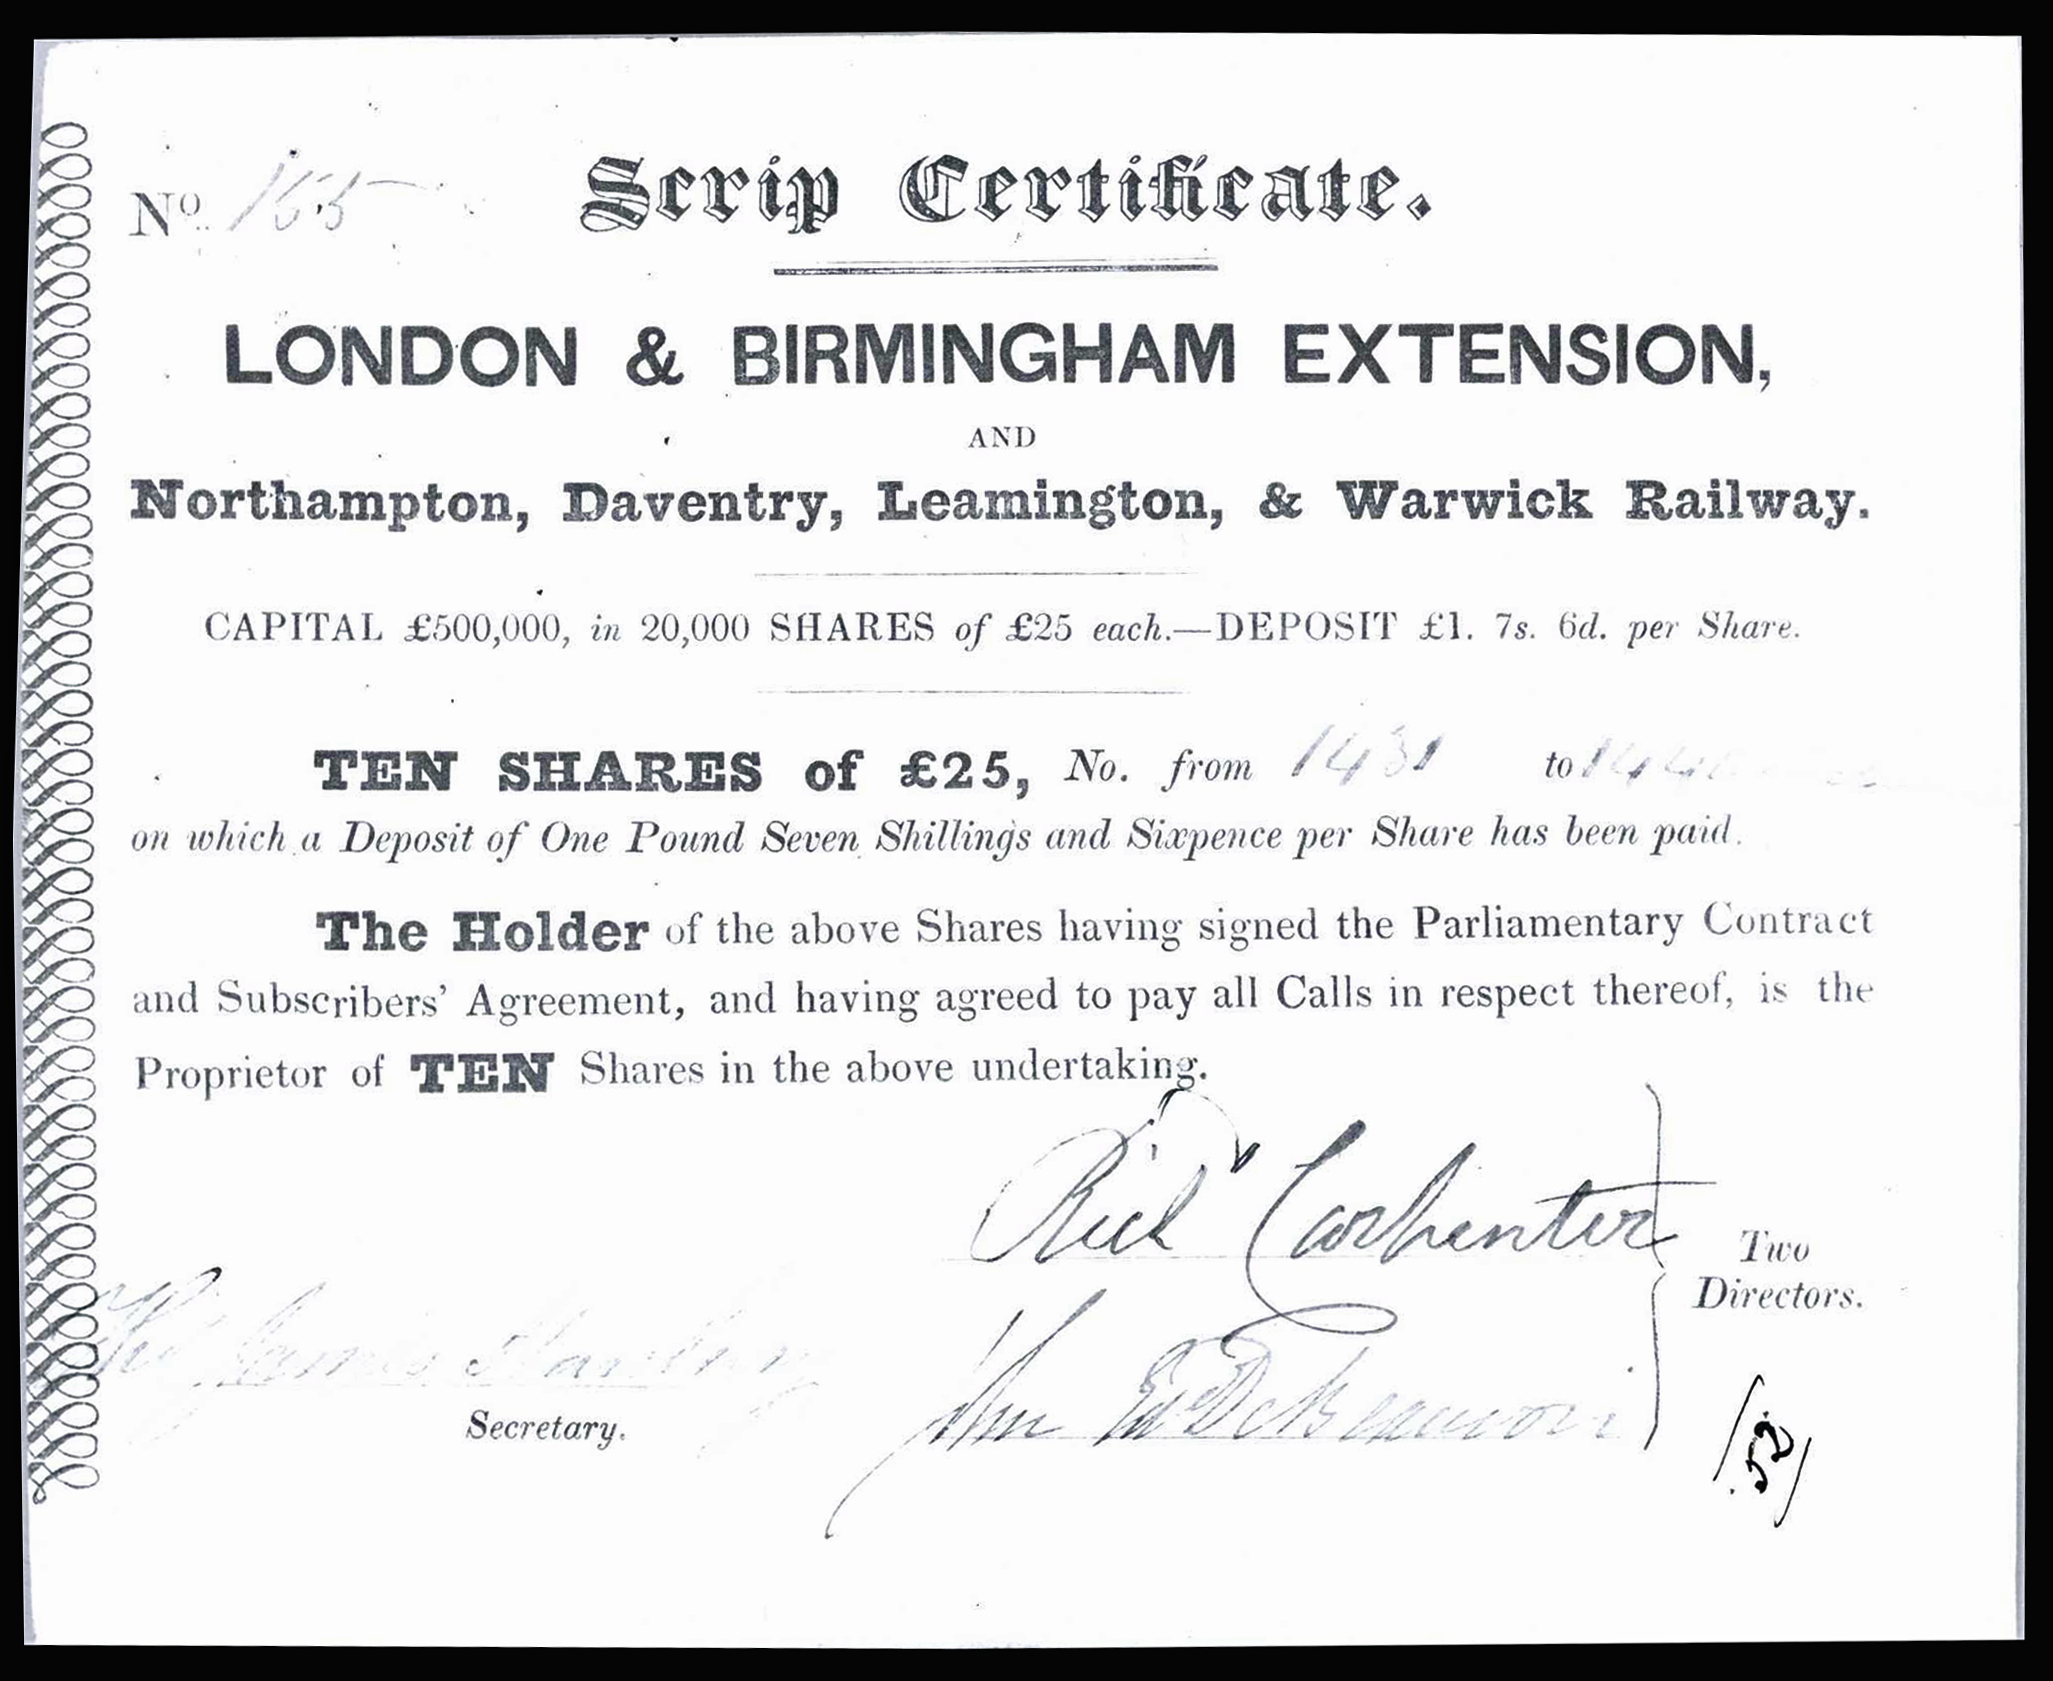 No. 155
Scrip Certificate.
LONDON & BIRMINGHAM EXTENSION,
AND
Northampton, Daventry, Leamington, & Warwick Railway.
CAPITAL £500,000, in 20,000 SHARES of £25 each.—DEPOSIT £1. 7s. 6d. per Share.
TEN SHARES of £25, No. from 1431 to 1440
on which a Deposit of One Pound Seven Shillings and Sixpence per Share has been paid.
The Holder of the above Shares having signed the Parliamentary Contract
and Subscribers' Agreement, and having agreed to pay all Calls in respect thereof, is the
Proprietor of TEN Shares in the above undertaking.
Richd Carpenter
Two
Directors.
James
Secretary.
52